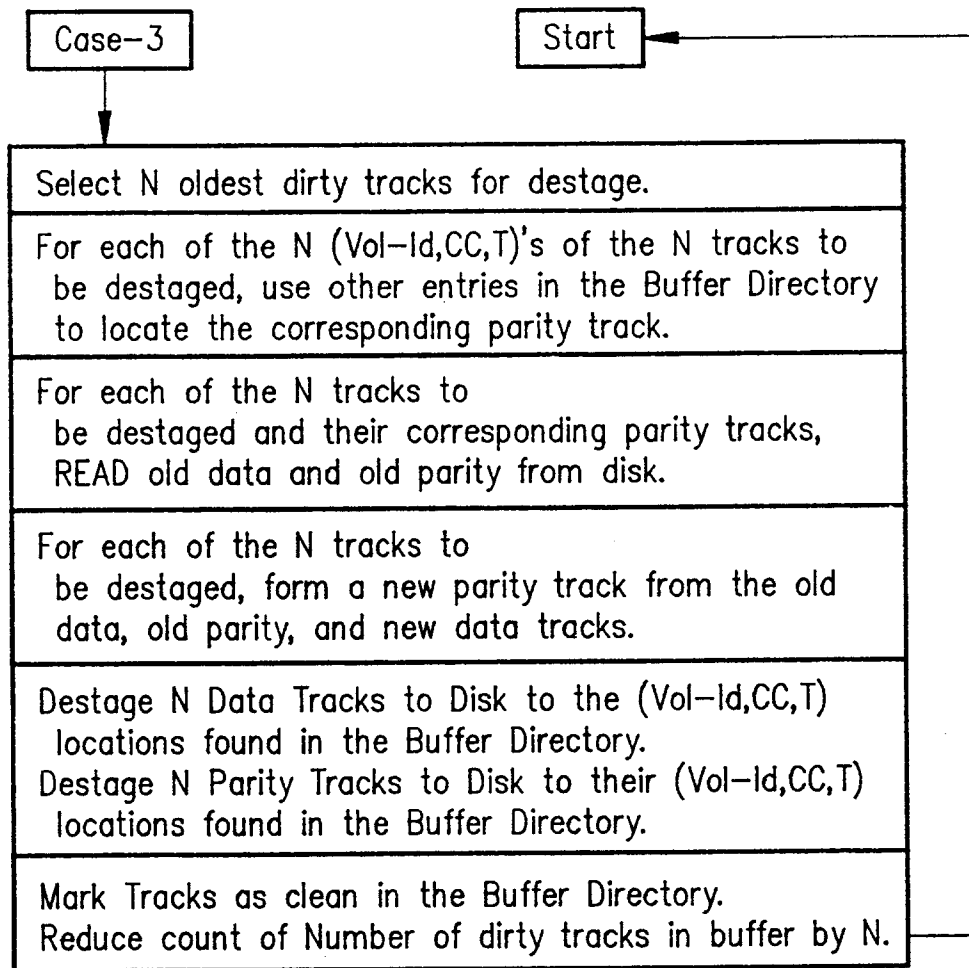 Case-3
Start
Select N oldest dirty tracks for destage.
For each of the N (Vol-Id,CC,T)'s of the N tracks to
be destaged, use other entries in the Buffer Directory
to locate the corresponding parity track.
For each of the N tracks to
be destaged and their corresponding parity tracks,
READ old data and old parity from disk.
For each of the N tracks to
be destaged, form a new parity track from the old
data, old parity, and new data tracks.
Destage N Data Tracks to Disk to the (Vol-Id,CC,T)
locations found in the Buffer Directory.
Destage N Parity Tracks to Disk to their (Vol-Id,CC,T)
locations found in the Buffer Directory.
Mark Tracks as clean in the Buffer Directory.
Reduce count of Number of dirty tracks in buffer by N.